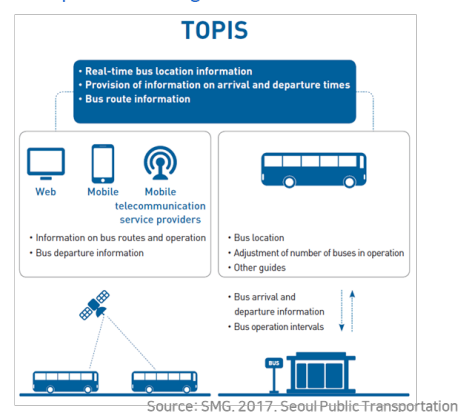 TOPIS
• Real-time bus location information
• Provision of information on arrival and departure times
• Bus route information
Web
Mobile
Mobile
telecommunication
service providers
• Information on bus routes and operation
• Bus departure information
• Bus location
• Adjustment of number of buses in operation
• Other guides
• Bus arrival and
departure information
• Bus operation intervals
BUS
Source: SMG. 2017. Seoul Public Transportation